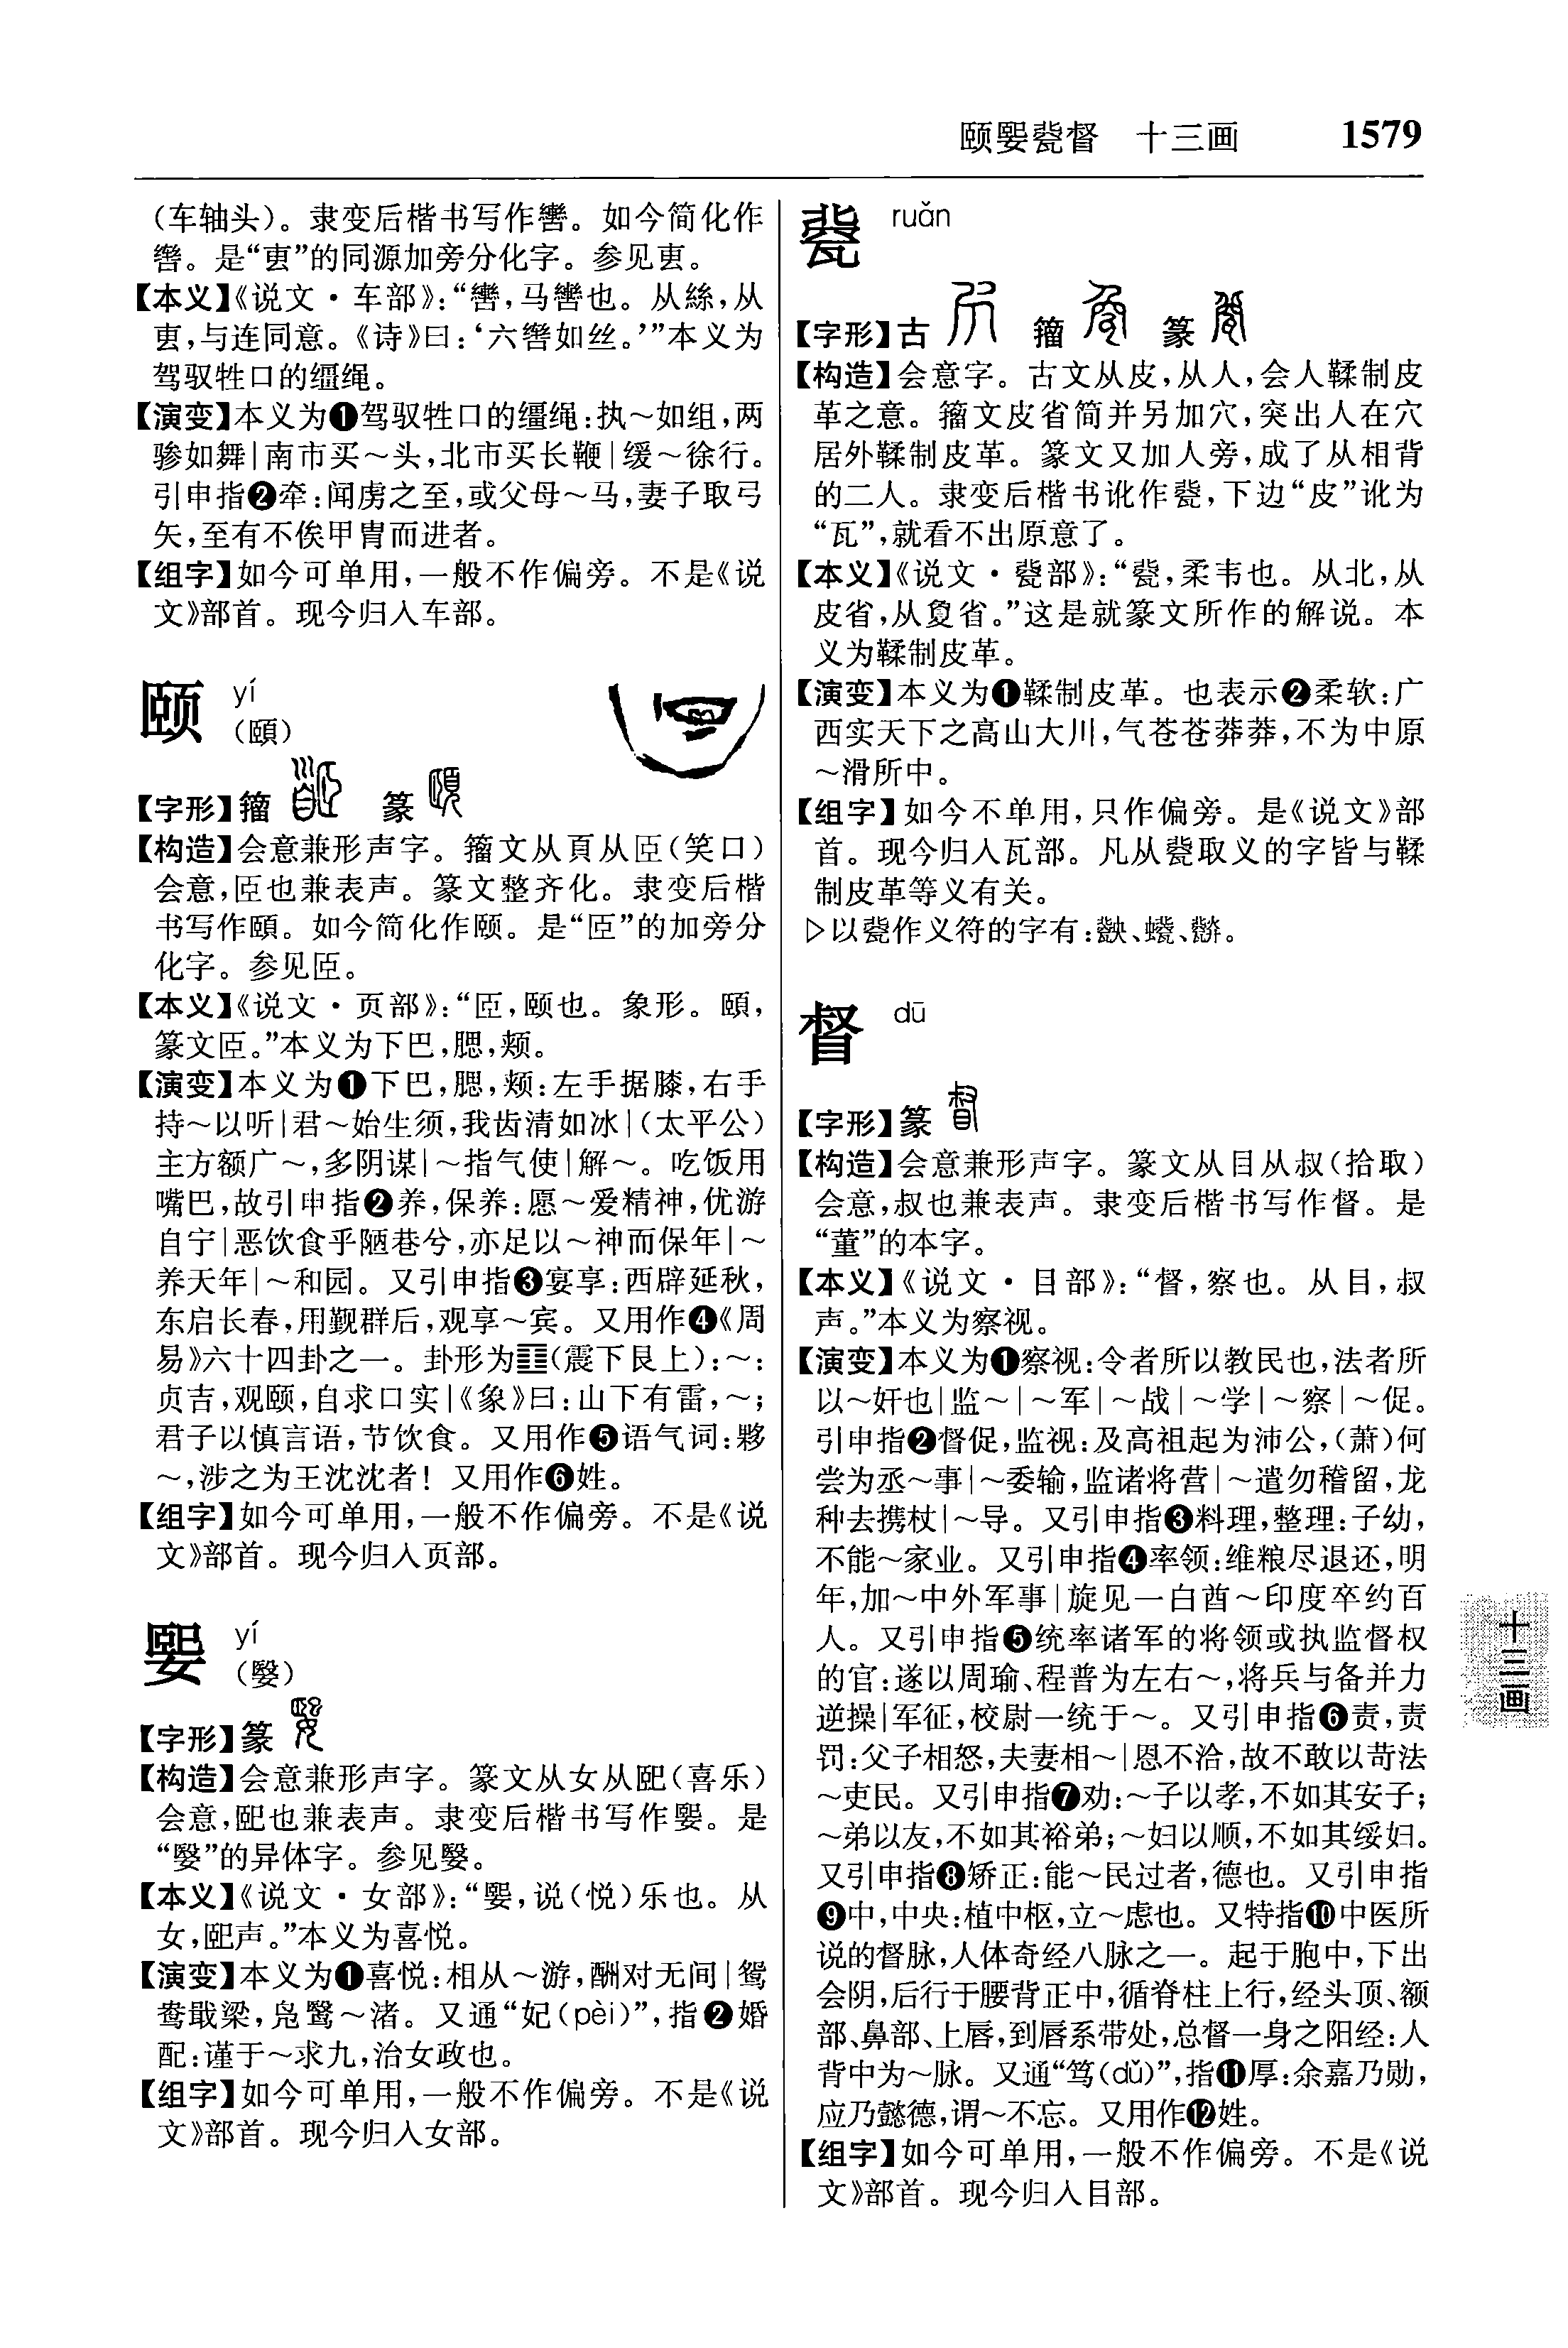 颐媐㼱督　十三画　1579
（车轴头）。隶变后楷书写作轡。如今简化作
辔。是“叀”的同源加旁分化字。参见叀。
【本义】《说文·车部》：“轡，马轡也。从絲，从
叀，与连同意。《诗》曰：‘六辔如丝。’”本义为
驾驭牲口的缰绳。
【演变】本义为❶驾驭牲口的缰绳：执～如组，两
骖如舞｜南市买～头，北市买长鞭｜缓～徐行。
引申指❷牵：闻虏之至，或父母～马，妻子取弓
矢，至有不俟甲胄而进者。
【组字】如今可单用，一般不作偏旁。不是《说
文》部首。现今归入车部。
颐 yí
（頤）
【字形】籀　篆
【构造】会意兼形声字。籀文从頁从𦣞（笑口）
会意，𦣞也兼表声。篆文整齐化。隶变后楷
书写作頤。如今简化作颐。是“𦣞”的加旁分
化字。参见𦣞。
【本义】《说文·页部》：“𦣞，颐也。象形。頤，
篆文𦣞。”本义为下巴，腮，颊。
【演变】本义为❶下巴，腮，颊：左手据膝，右手
持～以听｜君～始生须，我齿清如冰｜（太平公）
主方额广～，多阴谋｜～指气使｜解～。吃饭用
嘴巴，故引申指❷养，保养：愿～爱精神，优游
自宁｜恶饮食乎陋巷兮，亦足以～神而保年｜～
养天年｜～和园。又引申指❸宴享：西辟延秋，
东启长春，用觐群后，观享～宾。又用作❹《周
易》六十四卦之一。卦形为䷚（震下艮上）：～：
贞吉，观颐，自求口实｜《象》曰：山下有雷，～；
君子以慎言语，节饮食。又用作❺语气词：夥
～，涉之为王沈沈者！又用作❻姓。
【组字】如今可单用，一般不作偏旁。不是《说
文》部首。现今归入页部。
媐 yí
【字形】篆
【构造】会意兼形声字。篆文从女从巸（喜乐）
会意，巸也兼表声。隶变后楷书写作媐。是
【本义】《说文·女部》：“媐，说（悦）乐也。从
女，巸声。”本义为喜悦。
【演变】本义为❶喜悦：相从～游，酬对无间｜鸳
鸯戢梁，凫鹥～渚。又通“妃（pèi）”，指❷婚
配：谨于～求九，治女政也。
【组字】如今可单用，一般不作偏旁。不是《说
文》部首。现今归入女部。
㼱 ruǎn
【字形】古　籀　篆
【构造】会意字。古文从皮，从人，会人鞣制皮
革之意。籀文皮省简并另加穴，突出人在穴
居外鞣制皮革。篆文又加人旁，成了从相背
的二人。隶变后楷书讹作㼱，下边“皮”讹为
“瓦”，就看不出原意了。
【本义】《说文·㼱部》：“㼱，柔韦也。从北，从
皮省，从敻省。”这是就篆文所作的解说。本
义为鞣制皮革。
【演变】本义为❶鞣制皮革。也表示❷柔软：广
西实天下之高山大川，气苍苍莽莽，不为中原
～滑所中。
【组字】如今不单用，只作偏旁。是《说文》部
首。现今归入瓦部。凡从㼱取义的字皆与鞣
制皮革等义有关。
▷以㼱作义符的字有：
督 dū
【字形】篆
【构造】会意兼形声字。篆文从目从叔（拾取）
会意，叔也兼表声。隶变后楷书写作督。是
“董”的本字。
【本义】《说文·目部》：“督，察也。从目，叔
声。”本义为察视。
【演变】本义为❶察视：令者所以教民也，法者所
以～奸也｜监～｜～军｜～战｜～学｜～察｜～促。
引申指❷督促，监视：及高祖起为沛公，（萧）何
尝为丞～事｜～委输，监诸将营｜～遣勿稽留，龙
种去携杖｜～导。又引申指❸料理，整理：子幼，
不能～家业。又引申指❹率领：维粮尽退还，明
年，加～中外军事｜旋见一白酋～印度卒约百
人。又引申指❺统率诸军的将领或执监督权
的官：遂以周瑜、程普为左右～，将兵与备并力
逆操｜军征，校尉一统于～。又引申指❻责，责
罚：父子相怒，夫妻相～｜恩不洽，故不敢以苛法
～吏民。又引申指❼劝：～子以孝，不如其安子；
～弟以友，不如其裕弟；～妇以顺，不如其绥妇。
又引申指❽矫正：能～民过者，德也。又引申指
❾中，中央：植中枢，立～虑也。又特指❿中医所
说的督脉，人体奇经八脉之一。起于胞中，下出
会阴，后行于腰背正中，循脊柱上行，经头顶、额
部、鼻部、上唇，到唇系带处，总督一身之阳经：人
背中为～脉。又通“笃（dǔ）”，指⓫厚：余嘉乃勋，
应乃懿德，谓～不忘。又用作⓬姓。
【组字】如今可单用，一般不作偏旁。不是《说
文》部首。现今归入目部。
十三画